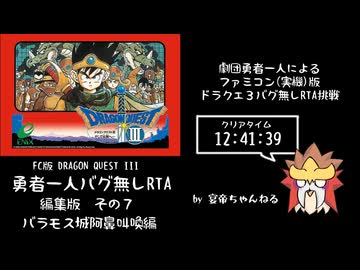 劇団勇者一人による
ファミコン(実機)版
ドラクエ3バグ無しRTA挑戦
DRAGON QUEST
III
ENIX
クリアタイム
12:41:39
FC版 DRAGON QUEST III
勇者一人バグ無しRTA
編集版 その7
バラモス城阿鼻叫喚編
by 宮帝ちゃんねる